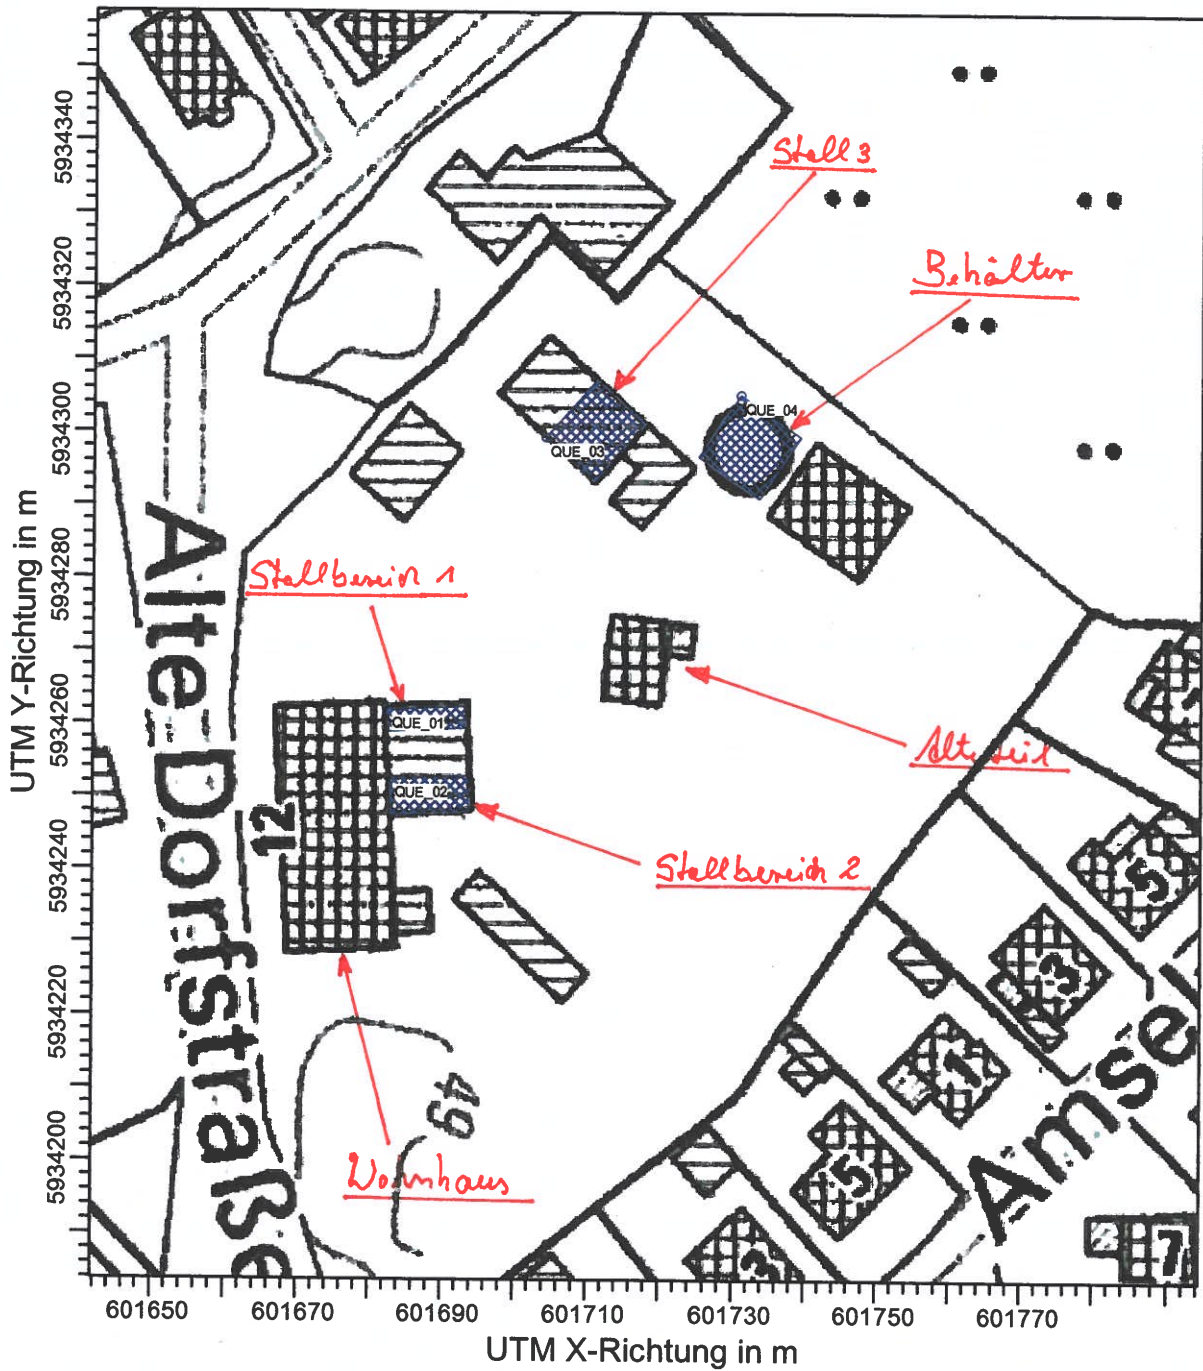 Stall 3
Behälter
QUE_04
QUE_03
Stallbereich 1
QUE_01
QUE_02
Altenteil
Stallbereich 2
Wohnhaus
Alte Dorfstraße
12
49
5
3
1
5
3
7
Amsel
5934340
5934320
5934300
5934280
5934260
5934240
5934220
5934200
UTM Y-Richtung in m
601650
601670
601690
601710
601730
601750
601770
UTM X-Richtung in m